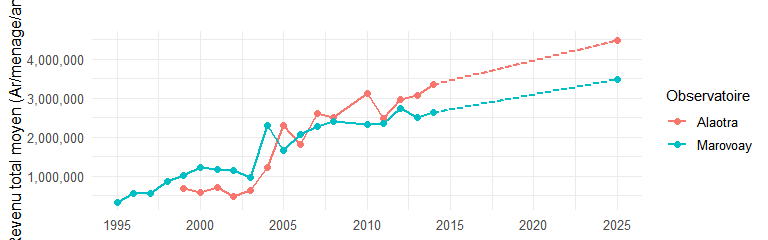 Revenu total moyen (Ar/menage/an
4,000,000
3,000,000
2,000,000
1,000,000
1995
2000
2005
2010
2015
2020
2025
Observatoire
Alaotra
Marovoay